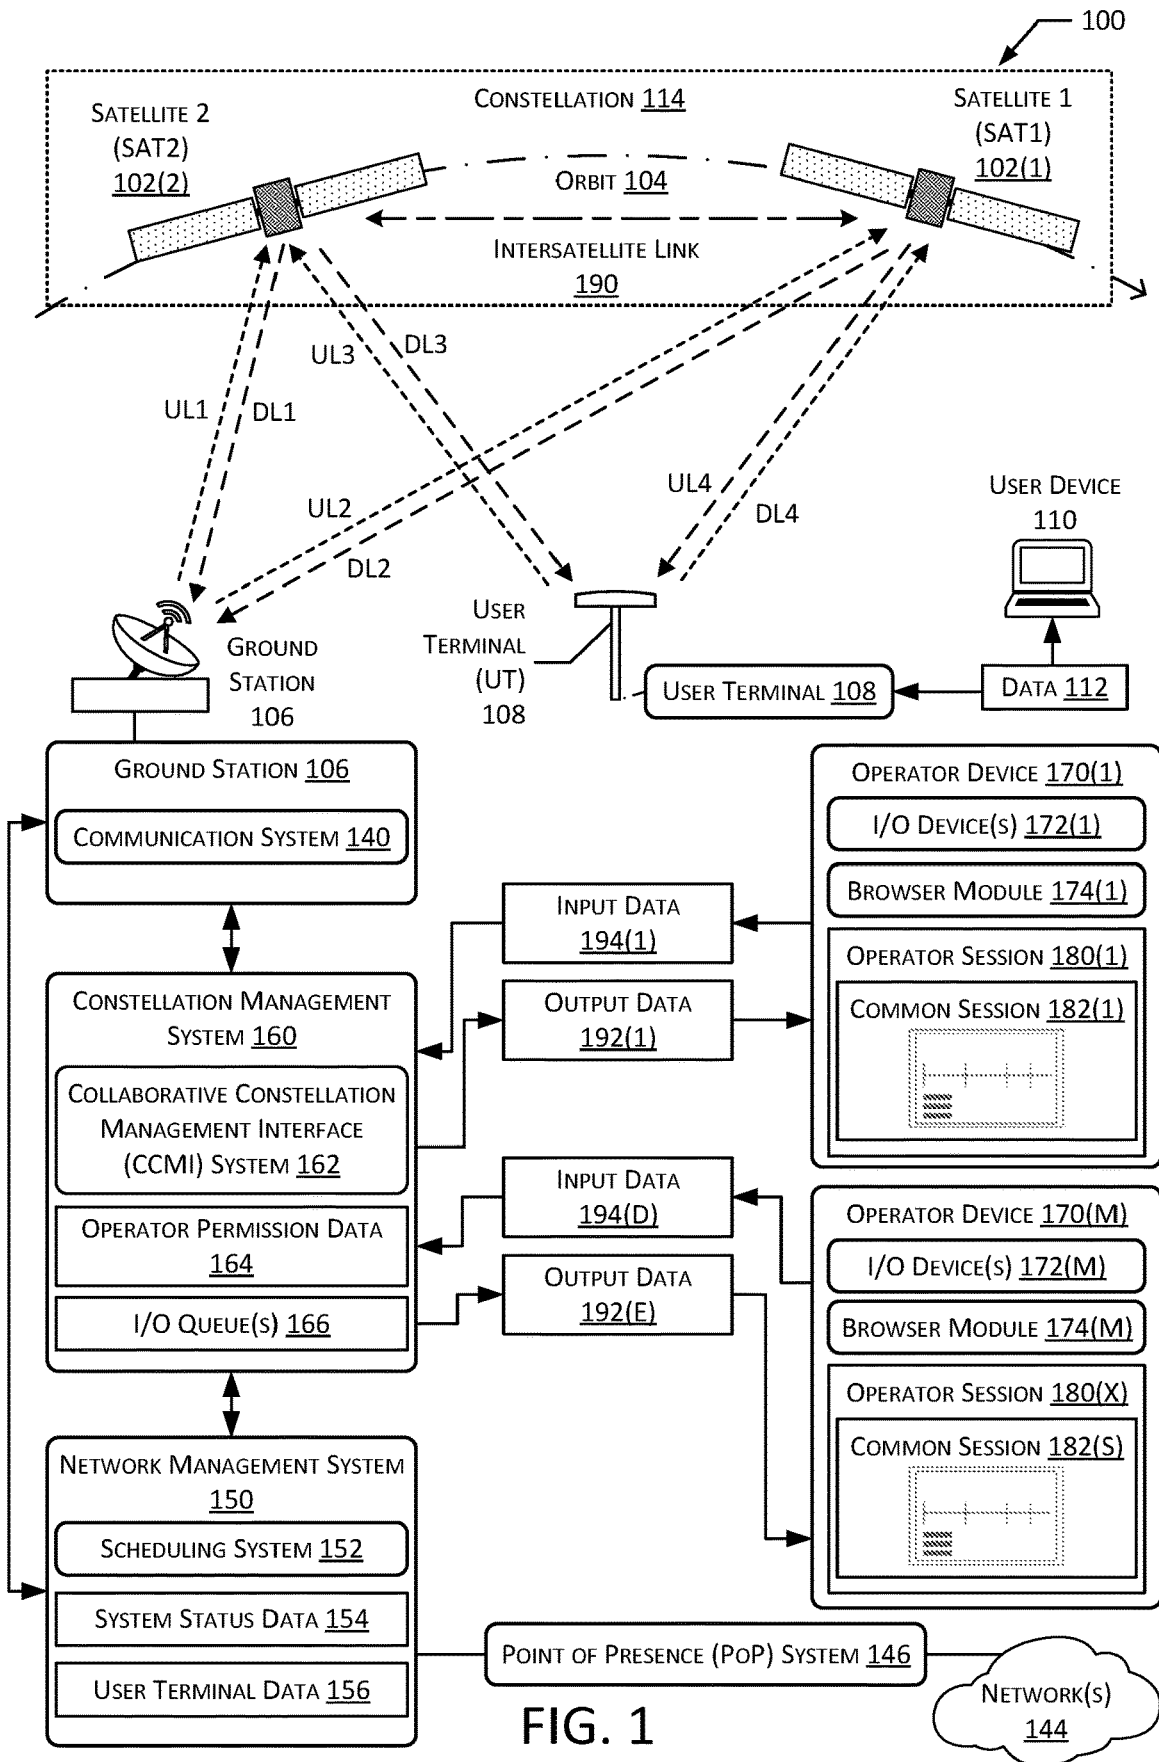 100
CONSTELLATION 114
SATELLITE 2
(SAT2)
102(2)
SATELLITE 1
(SAT1)
102(1)
ORBIT 104
INTERSATELLITE LINK
190
UL1
DL1
UL3
DL3
UL2
DL2
UL4
DL4
USER DEVICE
110
GROUND
STATION
106
USER
TERMINAL
(UT)
108
USER TERMINAL 108
DATA 112
GROUND STATION 106
COMMUNICATION SYSTEM 140
CONSTELLATION MANAGEMENT
SYSTEM 160
COLLABORATIVE CONSTELLATION
MANAGEMENT INTERFACE
(CCMI) SYSTEM 162
OPERATOR PERMISSION DATA
164
I/O QUEUE(S) 166
NETWORK MANAGEMENT SYSTEM
150
SCHEDULING SYSTEM 152
SYSTEM STATUS DATA 154
USER TERMINAL DATA 156
INPUT DATA
194(1)
OUTPUT DATA
192(1)
INPUT DATA
194(D)
OUTPUT DATA
192(E)
OPERATOR DEVICE 170(1)
I/O DEVICE(S) 172(1)
BROWSER MODULE 174(1)
OPERATOR SESSION 180(1)
COMMON SESSION 182(1)
OPERATOR DEVICE 170(M)
I/O DEVICE(S) 172(M)
BROWSER MODULE 174(M)
OPERATOR SESSION 180(X)
COMMON SESSION 182(S)
POINT OF PRESENCE (POP) SYSTEM 146
NETWORK(S)
144
FIG. 1